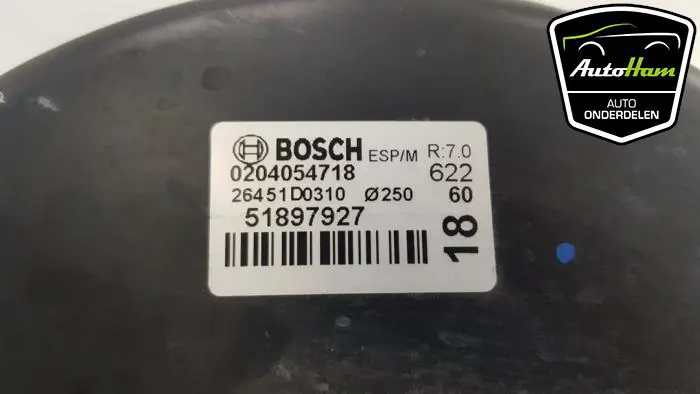 BOSCH ESP/M R:7.0
0204054718 622
26451D0310 Ø250 60
51897927
18
AutoHam
AUTO
ONDERDELEN